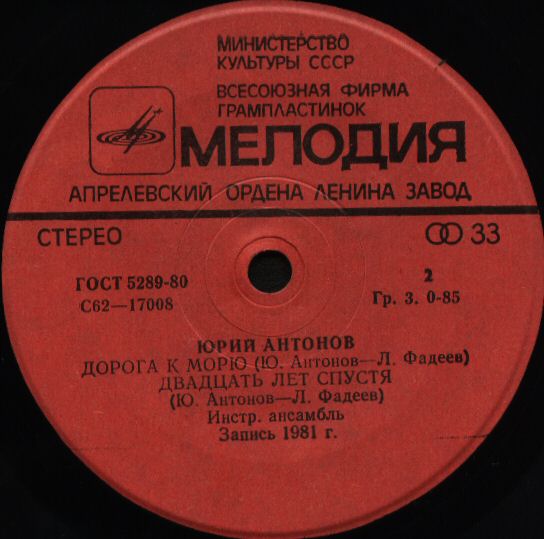 МИНИСТЕРСТВО
КУЛЬТУРЫ СССР
ВСЕСОЮЗНАЯ ФИРМА
ГРАМПЛАСТИНОК
МЕЛОДИЯ
АПРЕЛЕВСКИЙ ОРДЕНА ЛЕНИНА ЗАВОД
СТЕРЕО
33
ГОСТ 5289-80
С62—17008
2
Гр. 3. 0-85
ЮРИЙ АНТОНОВ
ДОРОГА К МОРЮ (Ю. Антонов—Л. Фадеев)
ДВАДЦАТЬ ЛЕТ СПУСТЯ
(Ю. Антонов—Л. Фадеев)
Инстр. ансамбль
Запись 1981 г.